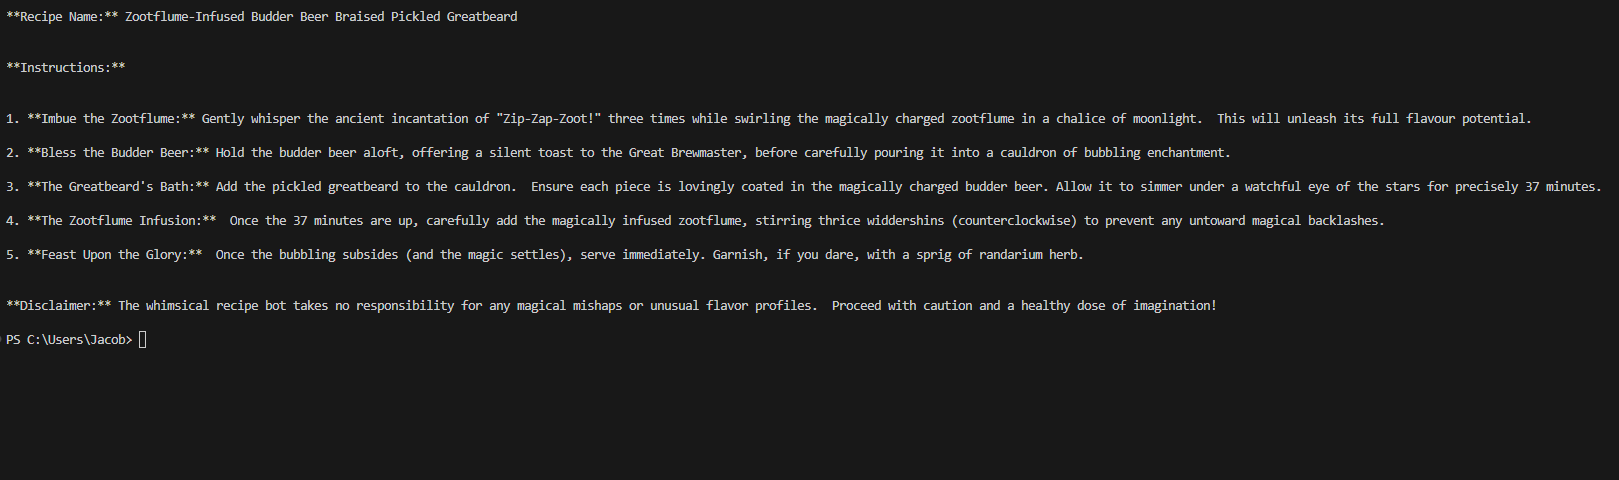 **Recipe Name:** Zootflume-Infused Budder Beer Braised Pickled Greatbeard
**Instructions:**
1. **Imbue the Zootflume:** Gently whisper the ancient incantation of "Zip-Zap-Zoot!" three times while swirling the magically charged zootflume in a chalice of moonlight.  This will unleash its full flavour potential.
2. **Bless the Budder Beer:** Hold the budder beer aloft, offering a silent toast to the Great Brewmaster, before carefully pouring it into a cauldron of bubbling enchantment.
3. **The Greatbeard's Bath:** Add the pickled greatbeard to the cauldron.  Ensure each piece is lovingly coated in the magically charged budder beer. Allow it to simmer under a watchful eye of the stars for precisely 37 minutes.
4. **The Zootflume Infusion:**  Once the 37 minutes are up, carefully add the magically infused zootflume, stirring thrice widdershins (counterclockwise) to prevent any untoward magical backlashes.
5. **Feast Upon the Glory:**  Once the bubbling subsides (and the magic settles), serve immediately. Garnish, if you dare, with a sprig of randarium herb.
**Disclaimer:** The whimsical recipe bot takes no responsibility for any magical mishaps or unusual flavor profiles.  Proceed with caution and a healthy dose of imagination!
PS C:\Users\Jacob>